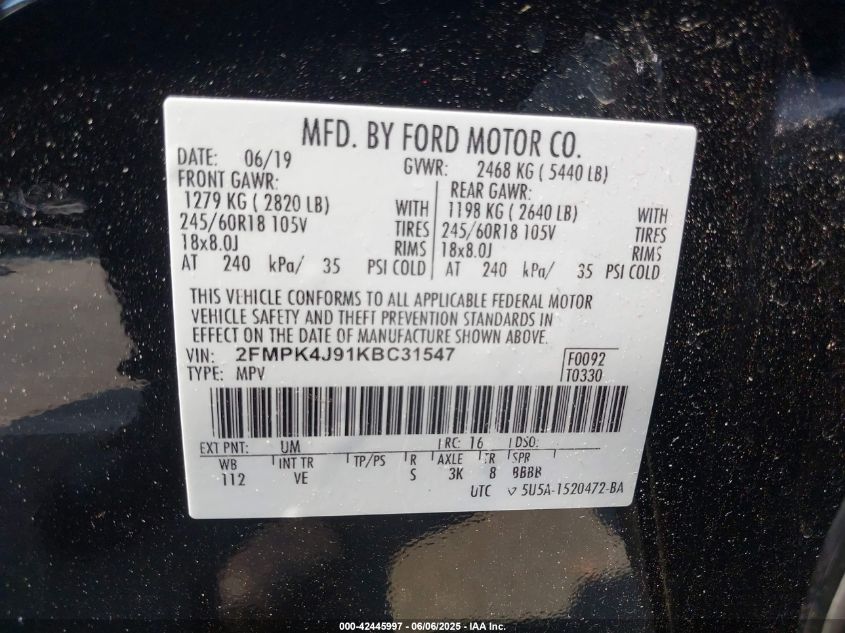 MFD. BY FORD MOTOR CO.
DATE: 06/19 GVWR: 2468 KG ( 5440 LB)
FRONT GAWR: REAR GAWR:
1279 KG ( 2820 LB) WITH 1198 KG ( 2640 LB) WITH
245/60R18 105V TIRES 245/60R18 105V TIRES
18x8.0J RIMS 18x8.0J RIMS
AT 240 kPa/ 35 PSI COLD AT 240 kPa/ 35 PSI COLD
THIS VEHICLE CONFORMS TO ALL APPLICABLE FEDERAL MOTOR
VEHICLE SAFETY AND THEFT PREVENTION STANDARDS IN
EFFECT ON THE DATE OF MANUFACTURE SHOWN ABOVE.
VIN: 2FMPK4J91KBC31547 F0092
TYPE: MPV T0330
EXT PNT: UM RC: 16 DSO:
WB INT TR TP/PS R AXLE TR SPR
112 VE S 3K 8 BBBB
UTC 5U5A-1520472-BA
000-42445997 - 06/06/2025 - IAA Inc.